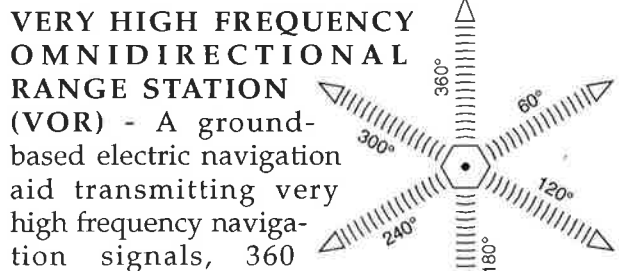 VERY HIGH FREQUENCY
OMNIDIRECTIONAL
RANGE STATION
(VOR) - A ground-
based electric navigation
aid transmitting very
high frequency naviga-
tion signals, 360
360°
60°
300°
120°
240°
180°